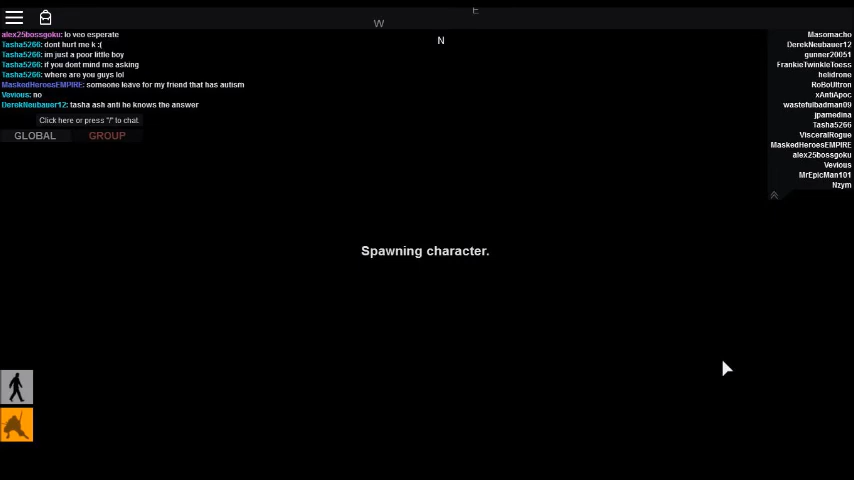 E
W
N
alex25bossgoku: lo veo esperate
Tasha5266: dont hurt me k :(
Tasha5266: im just a poor little boy
Tasha5266: if you dont mind me asking
Tasha5266: where are you guys lol
MaskedHeroesEMPIRE: someone leave for my friend that has autism
Vevious: no
DerekNeubauer12: tasha ash anti he knows the answer
Click here or press "/" to chat
GLOBAL GROUP
Masomacho
DerekNeubauer12
gunner20051
FrankieTwinkleToess
helidrone
RoBoUltron
xAntiApoc
wastefulbadman09
jpamedina
Tasha5266
VisceralRogue
MaskedHeroesEMPIRE
alex25bossgoku
Vevious
MrEpicMan101
Nzym
Spawning character.